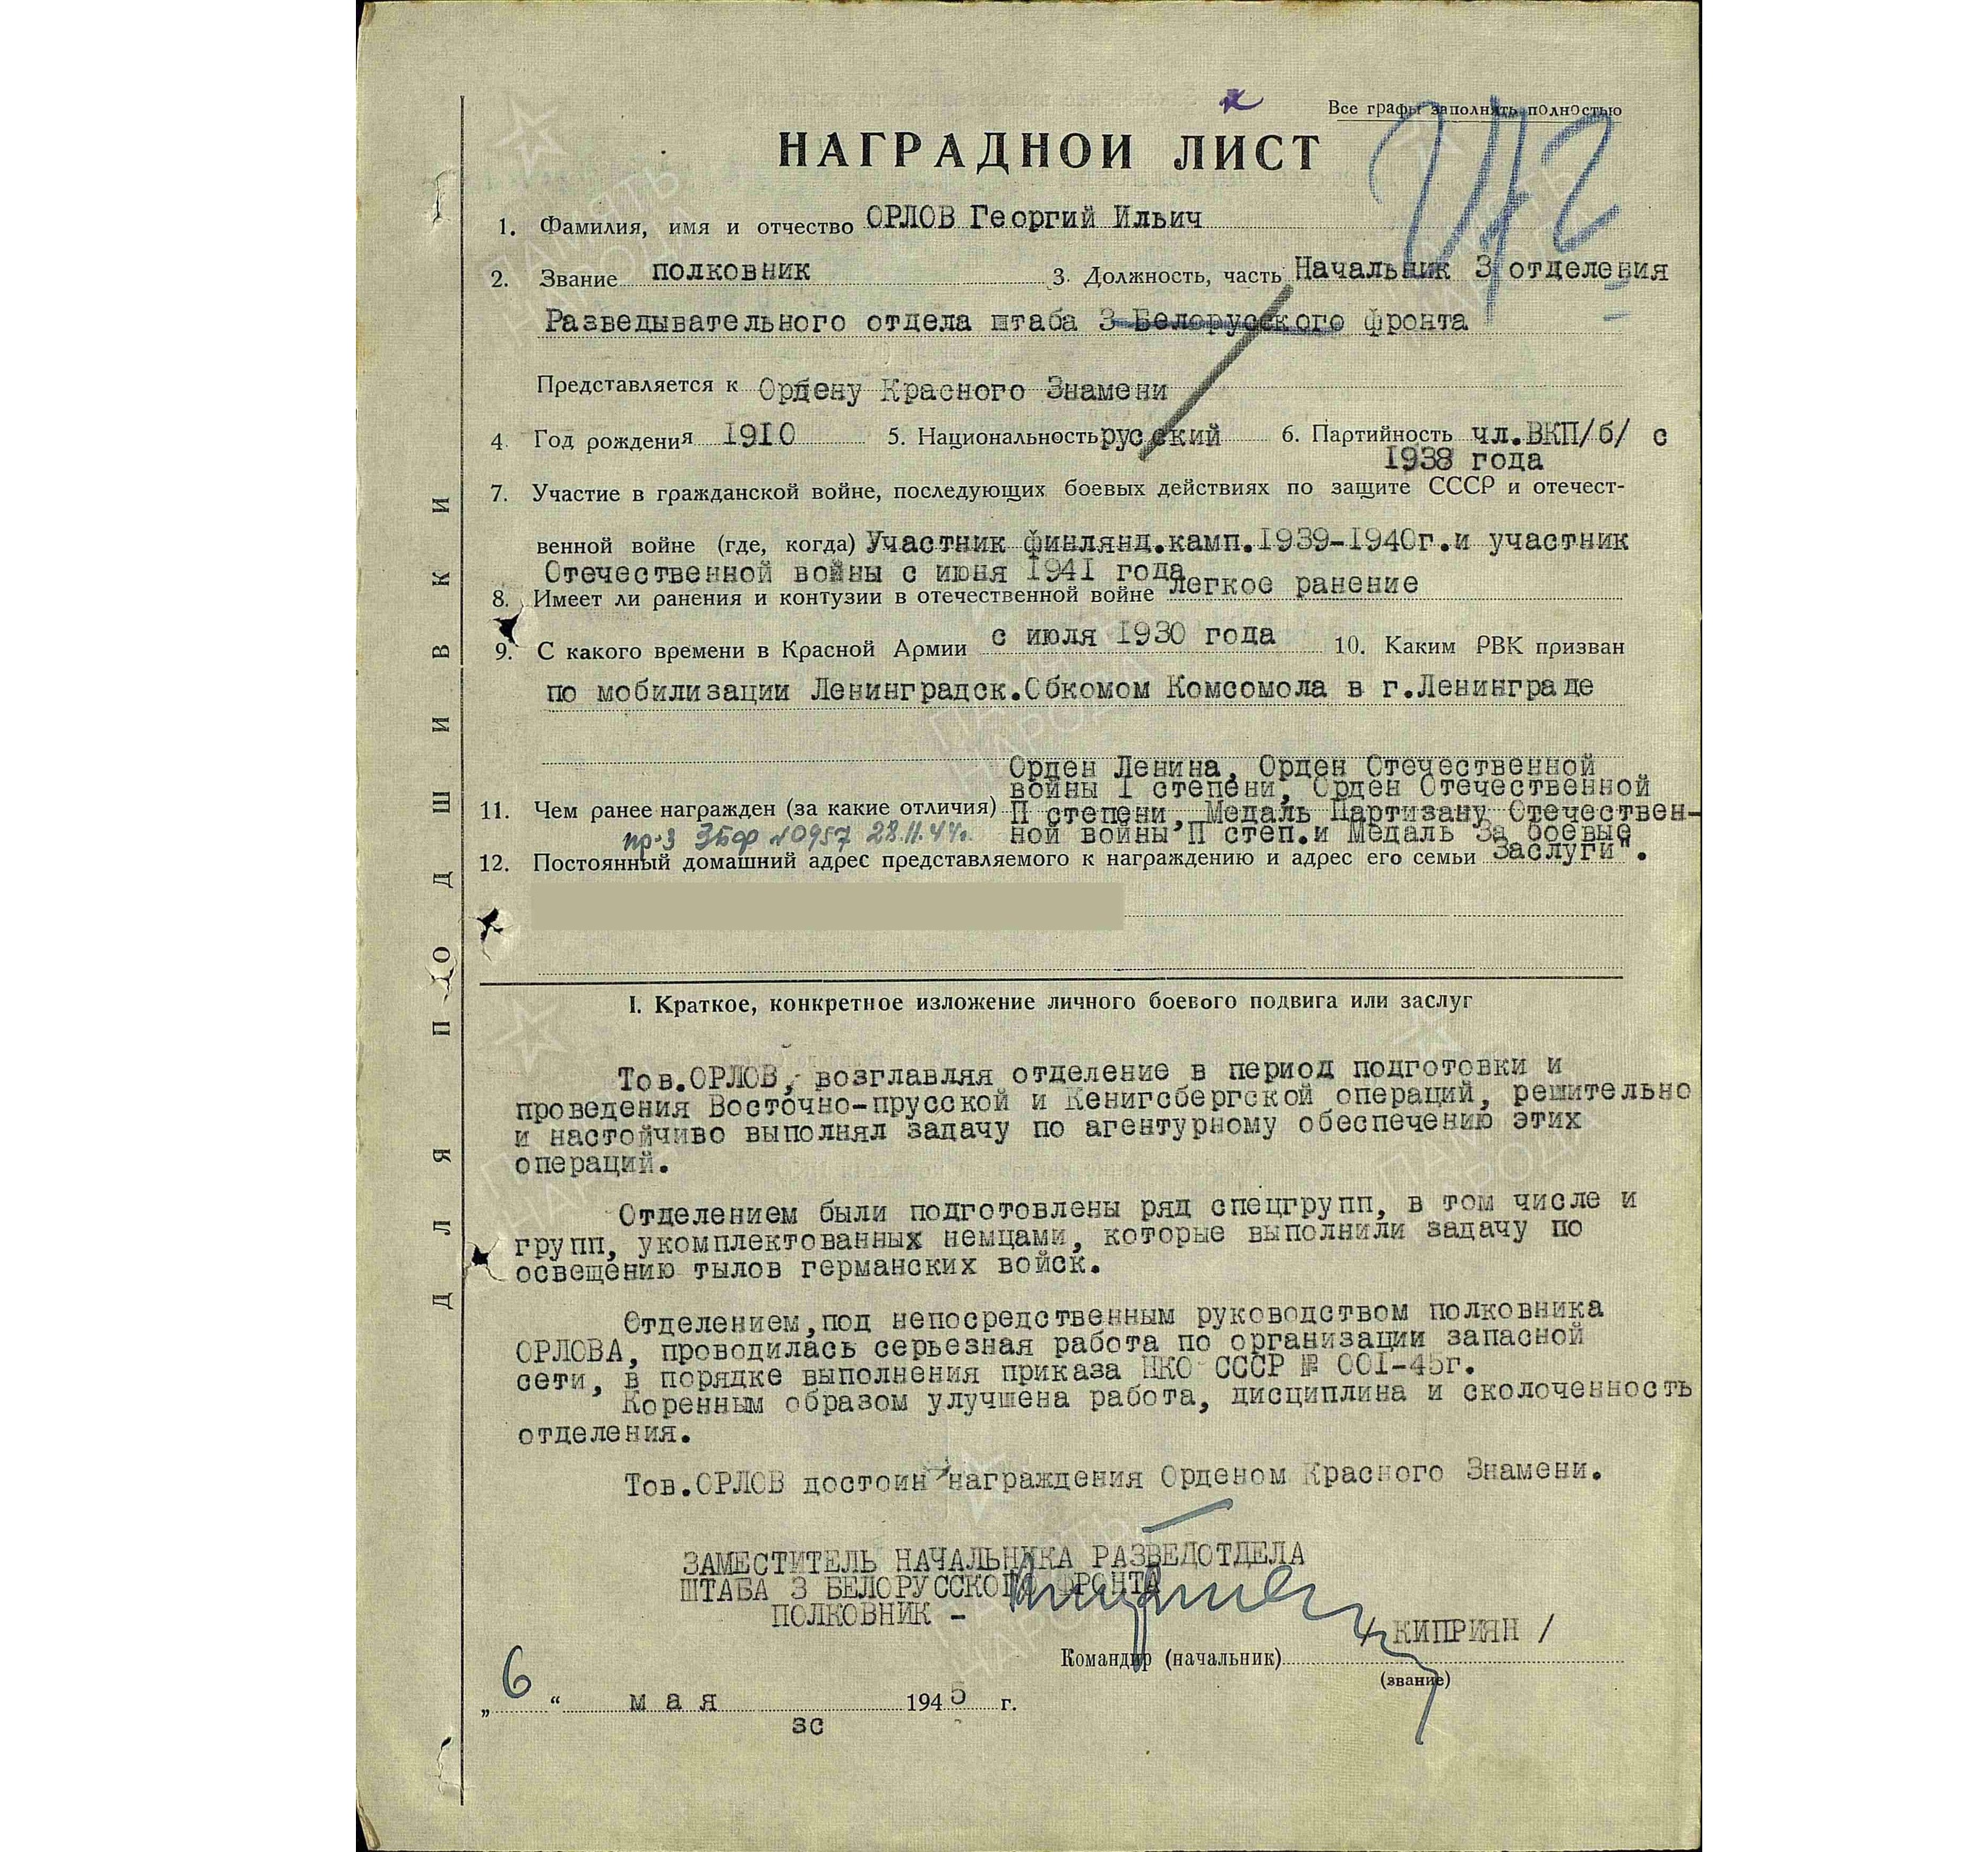 Все графы заполнять полностью
НАГРАДНОЙ ЛИСТ
1. Фамилия, имя и отчество ОРЛОВ Георгий Ильич
2. Звание полковник 3. Должность, часть Начальник 3 отделения
Разведывательного отдела штаба 3 Белорусского фронта
Представляется к Ордену Красного Знамени
4. Год рождения 1910 5. Национальность русский 6. Партийность чл.ВКП/б/ с
1938 года
7. Участие в гражданской войне, последующих боевых действиях по защите СССР и отечест-
венной войне (где, когда) Участник финлянд.камп.1939-1940г.и участник
Отечественной войны с июня 1941 года
8. Имеет ли ранения и контузии в отечественной войне легкое ранение
9. С какого времени в Красной Армии с июля 1930 года 10. Каким РВК призван
по мобилизации Ленинградск.Обкомом Комсомола в г.Ленинграде
Орден Ленина, Орден Отечественной
войны I степени, Орден Отечественной
11. Чем ранее награжден (за какие отличия) II степени, Медаль Партизану Отечествен-
ной войны"II степ.и Медаль За боевые
пр-з 3Бф №0957 28.11.44г.
12. Постоянный домашний адрес представляемого к награждению и адрес его семьи Заслуги".
I. Краткое, конкретное изложение личного боевого подвига или заслуг
Тов.ОРЛОВ, возглавляя отделение в период подготовки и
проведения Восточно-прусской и Кенигсбергской операций, решительно
и настойчиво выполнял задачу по агентурному обеспечению этих
операций.
Отделением были подготовлены ряд спецгрупп, в том числе и
групп, укомплектованных немцами, которые выполнили задачу по
освещению тылов германских войск.
Отделением,под непосредственным руководством полковника
ОРЛОВА, проводилась серьезная работа по организации запасной
сети, в порядке выполнения приказа НКО СССР № 001-45г.
Коренным образом улучшена работа, дисциплина и сколоченность
отделения.
Тов.ОРЛОВ достоин награждения Орденом Красного Знамени.
ЗАМЕСТИТЕЛЬ НАЧАЛЬНИКА РАЗВЕДОТДЕЛА
ШТАБА 3 БЕЛОРУССКОГО ФРОНТА
ПОЛКОВНИК -
/ КИПРИЯН /
Командир (начальник)
(звание)
„ 6 “ мая 1945 г.
зс
ДЛЯ ПОДШИВКИ
ПАМЯТЬ НАРОДА